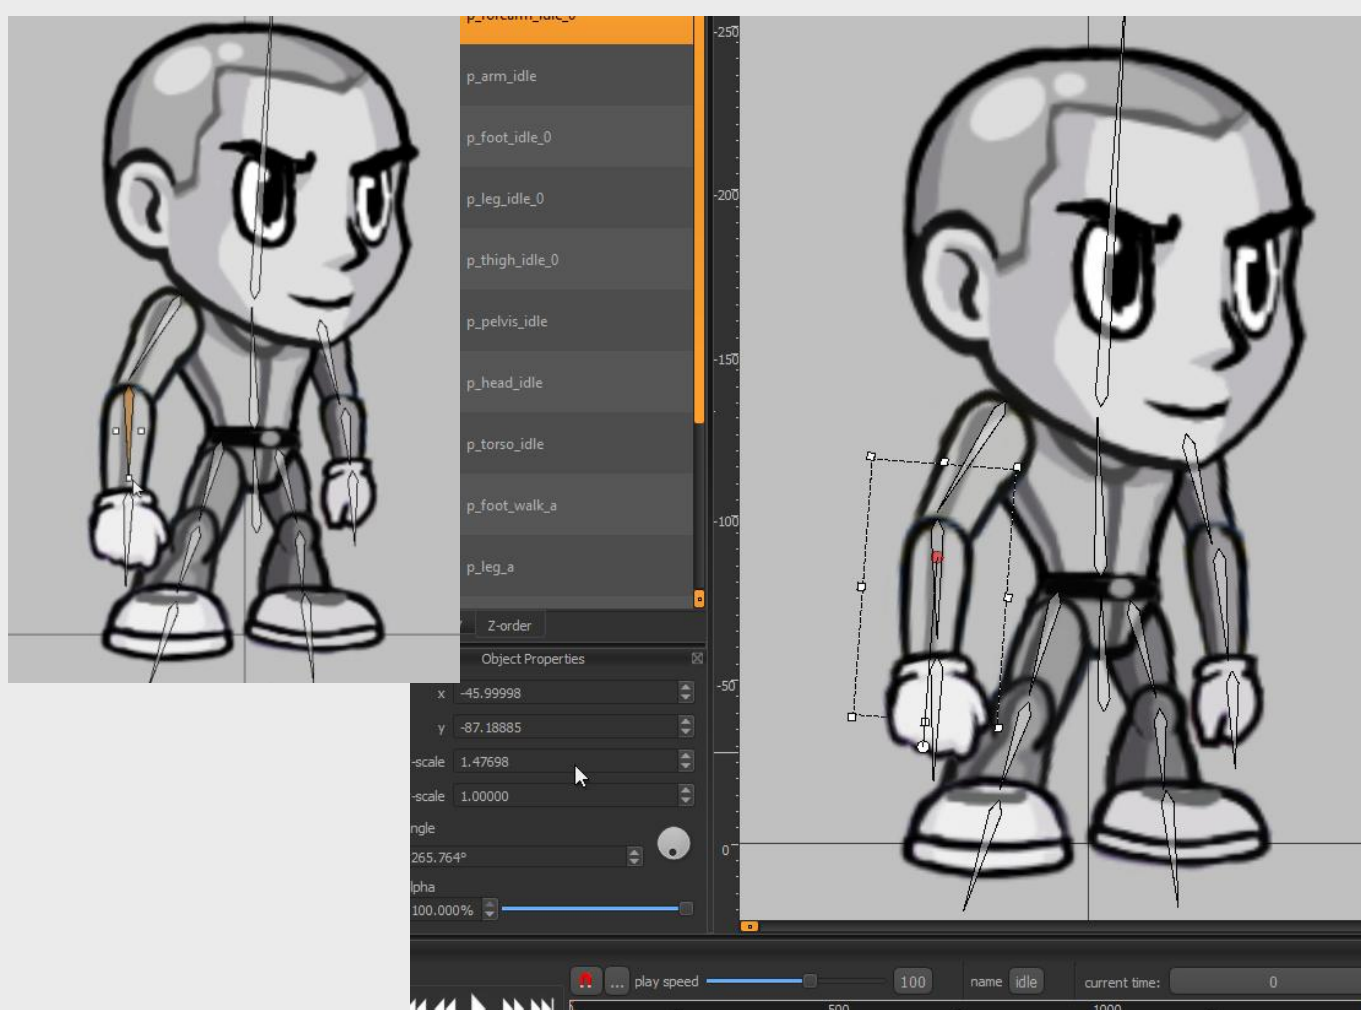 p_forearm_idle_0
p_arm_idle
p_foot_idle_0
p_leg_idle_0
p_thigh_idle_0
p_pelvis_idle
p_head_idle
p_torso_idle
p_foot_walk_a
p_leg_a
Z-order
Object Properties
x -45.99998
y -87.18885
-scale 1.47698
-scale 1.00000
ngle
265.764°
lpha
100.000%
-250
-200
-150
-100
-50
0
... play speed 100 name idle current time: 0
500 1000